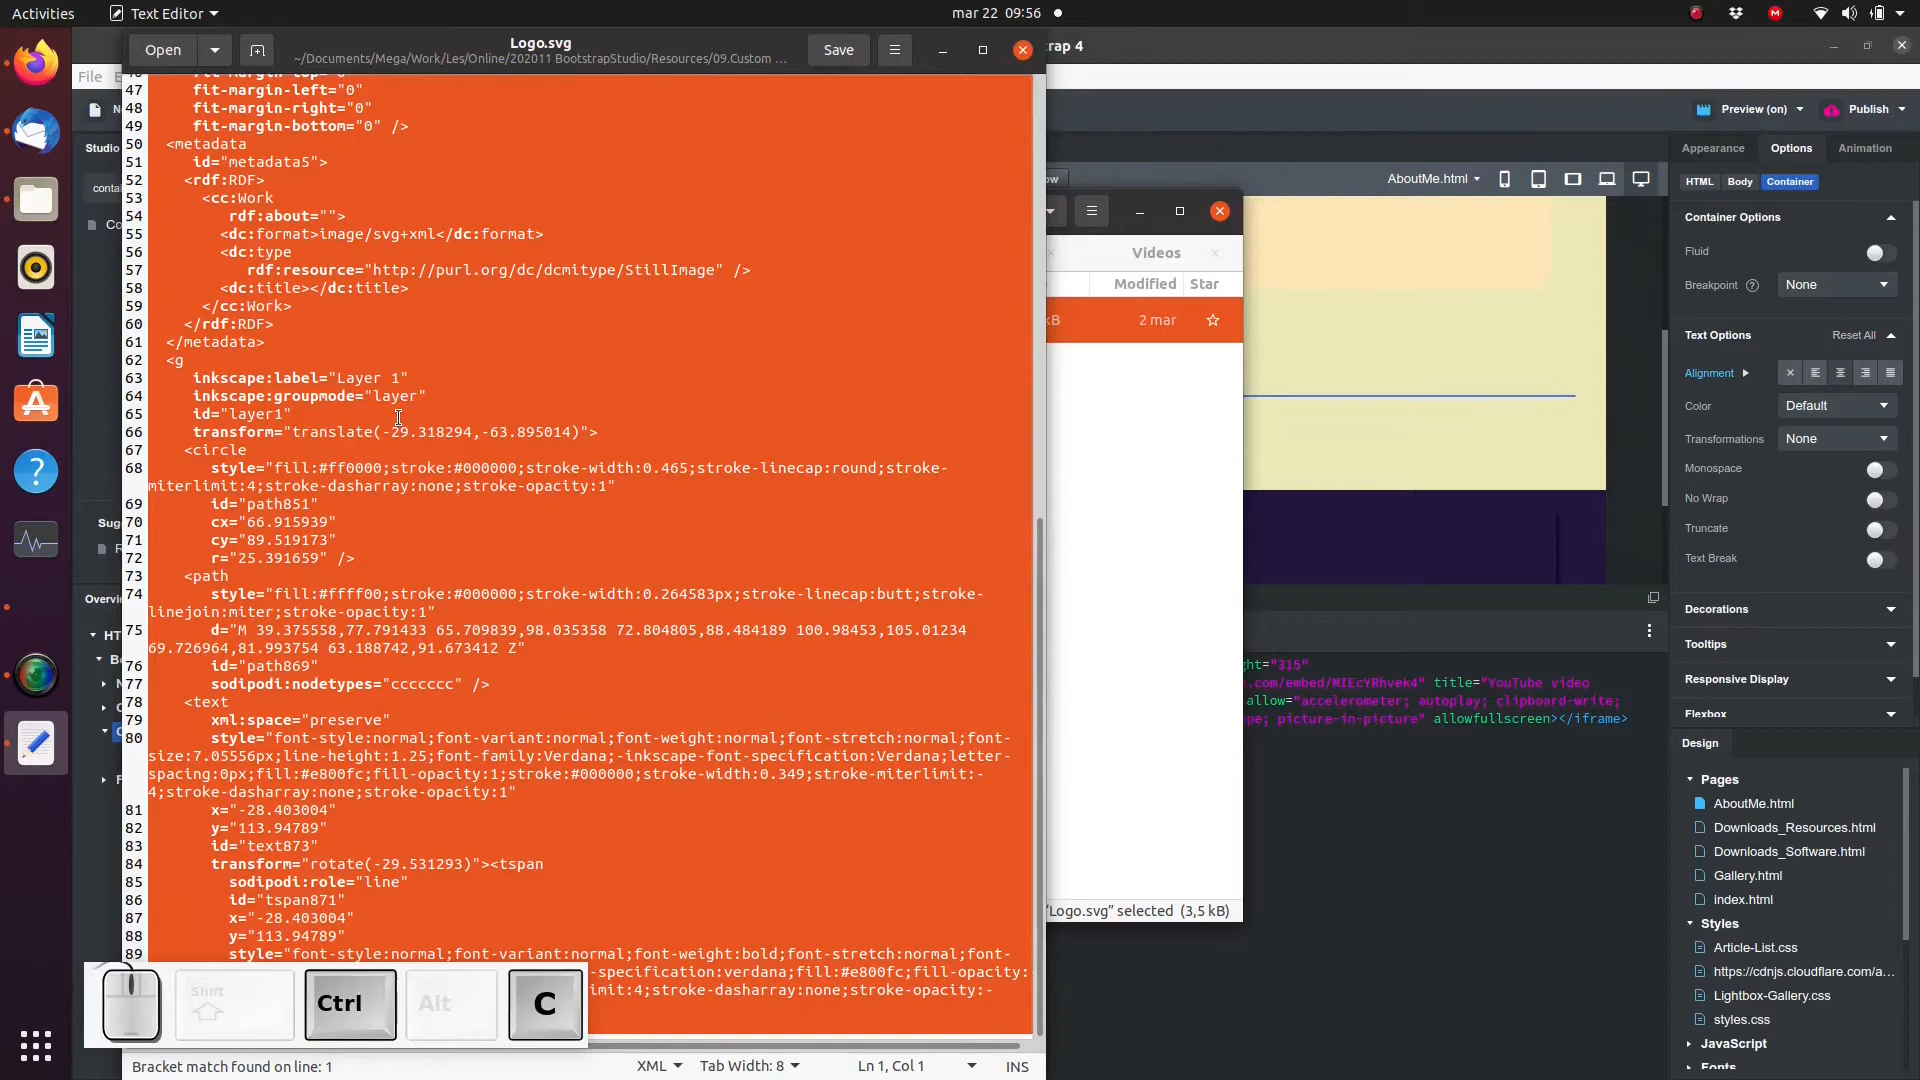 Activities
Text Editor
mar 22 09:56
Open
Logo.svg
~/Documents/Mega/Work/Les/Online/202011 BootstrapStudio/Resources/09.Custom ...
Save
rap 4
File
47 fit-margin-left="0"
48 fit-margin-right="0"
49 fit-margin-bottom="0" />
50 <metadata
51 id="metadata5">
52 <rdf:RDF>
53 <cc:Work
54 rdf:about="">
55 <dc:format>image/svg+xml</dc:format>
56 <dc:type
57 rdf:resource="http://purl.org/dc/dcmitype/StillImage" />
58 <dc:title></dc:title>
59 </cc:Work>
60 </rdf:RDF>
61 </metadata>
62 <g
63 inkscape:label="Layer 1"
64 inkscape:groupmode="layer"
65 id="layer1"
66 transform="translate(-29.318294,-63.895014)">
67 <circle
68 style="fill:#ff0000;stroke:#000000;stroke-width:0.465;stroke-linecap:round;stroke-
miterlimit:4;stroke-dasharray:none;stroke-opacity:1"
69 id="path851"
70 cx="66.915939"
71 cy="89.519173"
72 r="25.391659" />
73 <path
74 style="fill:#ffff00;stroke:#000000;stroke-width:0.264583px;stroke-linecap:butt;stroke-
linejoin:miter;stroke-opacity:1"
75 d="M 39.375558,77.791433 65.709839,98.035358 72.804805,88.484189 100.98453,105.01234
69.726964,81.993754 63.188742,91.673412 Z"
76 id="path869"
77 sodipodi:nodetypes="ccccccc" />
78 <text
79 xml:space="preserve"
80 style="font-style:normal;font-variant:normal;font-weight:normal;font-stretch:normal;font-
size:7.05556px;line-height:1.25;font-family:Verdana;-inkscape-font-specification:Verdana;letter-
spacing:0px;fill:#e800fc;fill-opacity:1;stroke:#000000;stroke-width:0.349;stroke-miterlimit:-
4;stroke-dasharray:none;stroke-opacity:1"
81 x="-28.403004"
82 y="113.94789"
83 id="text873"
84 transform="rotate(-29.531293)"><tspan
85 sodipodi:role="line"
86 id="tspan871"
87 x="-28.403004"
88 y="113.94789"
89 style="font-style:normal;font-variant:normal;font-weight:bold;font-stretch:normal;font-
-specification:verdana;fill:#e800fc;fill-opacity:-
imit:4;stroke-dasharray:none;stroke-opacity:-
Shift
Ctrl
Alt
C
Bracket match found on line: 1
XML
Tab Width: 8
Ln 1, Col 1
INS
Studio
conta
Co
Sugg
Overvi
HT
Videos
Modified
Star
kB
2 mar
"Logo.svg" selected (3,5 kB)
AboutMe.html
ght="315"
.com/embed/MIEcYRhvek4" title="YouTube video
allow="accelerometer; autoplay; clipboard-write;
pe; picture-in-picture" allowfullscreen></iframe>
Preview (on)
Publish
Appearance
Options
Animation
HTML
Body
Container
Container Options
Fluid
Breakpoint
None
Text Options
Reset All
Alignment
Color
Default
Transformations
None
Monospace
No Wrap
Truncate
Text Break
Decorations
Tooltips
Responsive Display
Flexbox
Design
Pages
AboutMe.html
Downloads_Resources.html
Downloads_Software.html
Gallery.html
index.html
Styles
Article-List.css
https://cdnjs.cloudflare.com/a...
Lightbox-Gallery.css
styles.css
JavaScript
Fonts